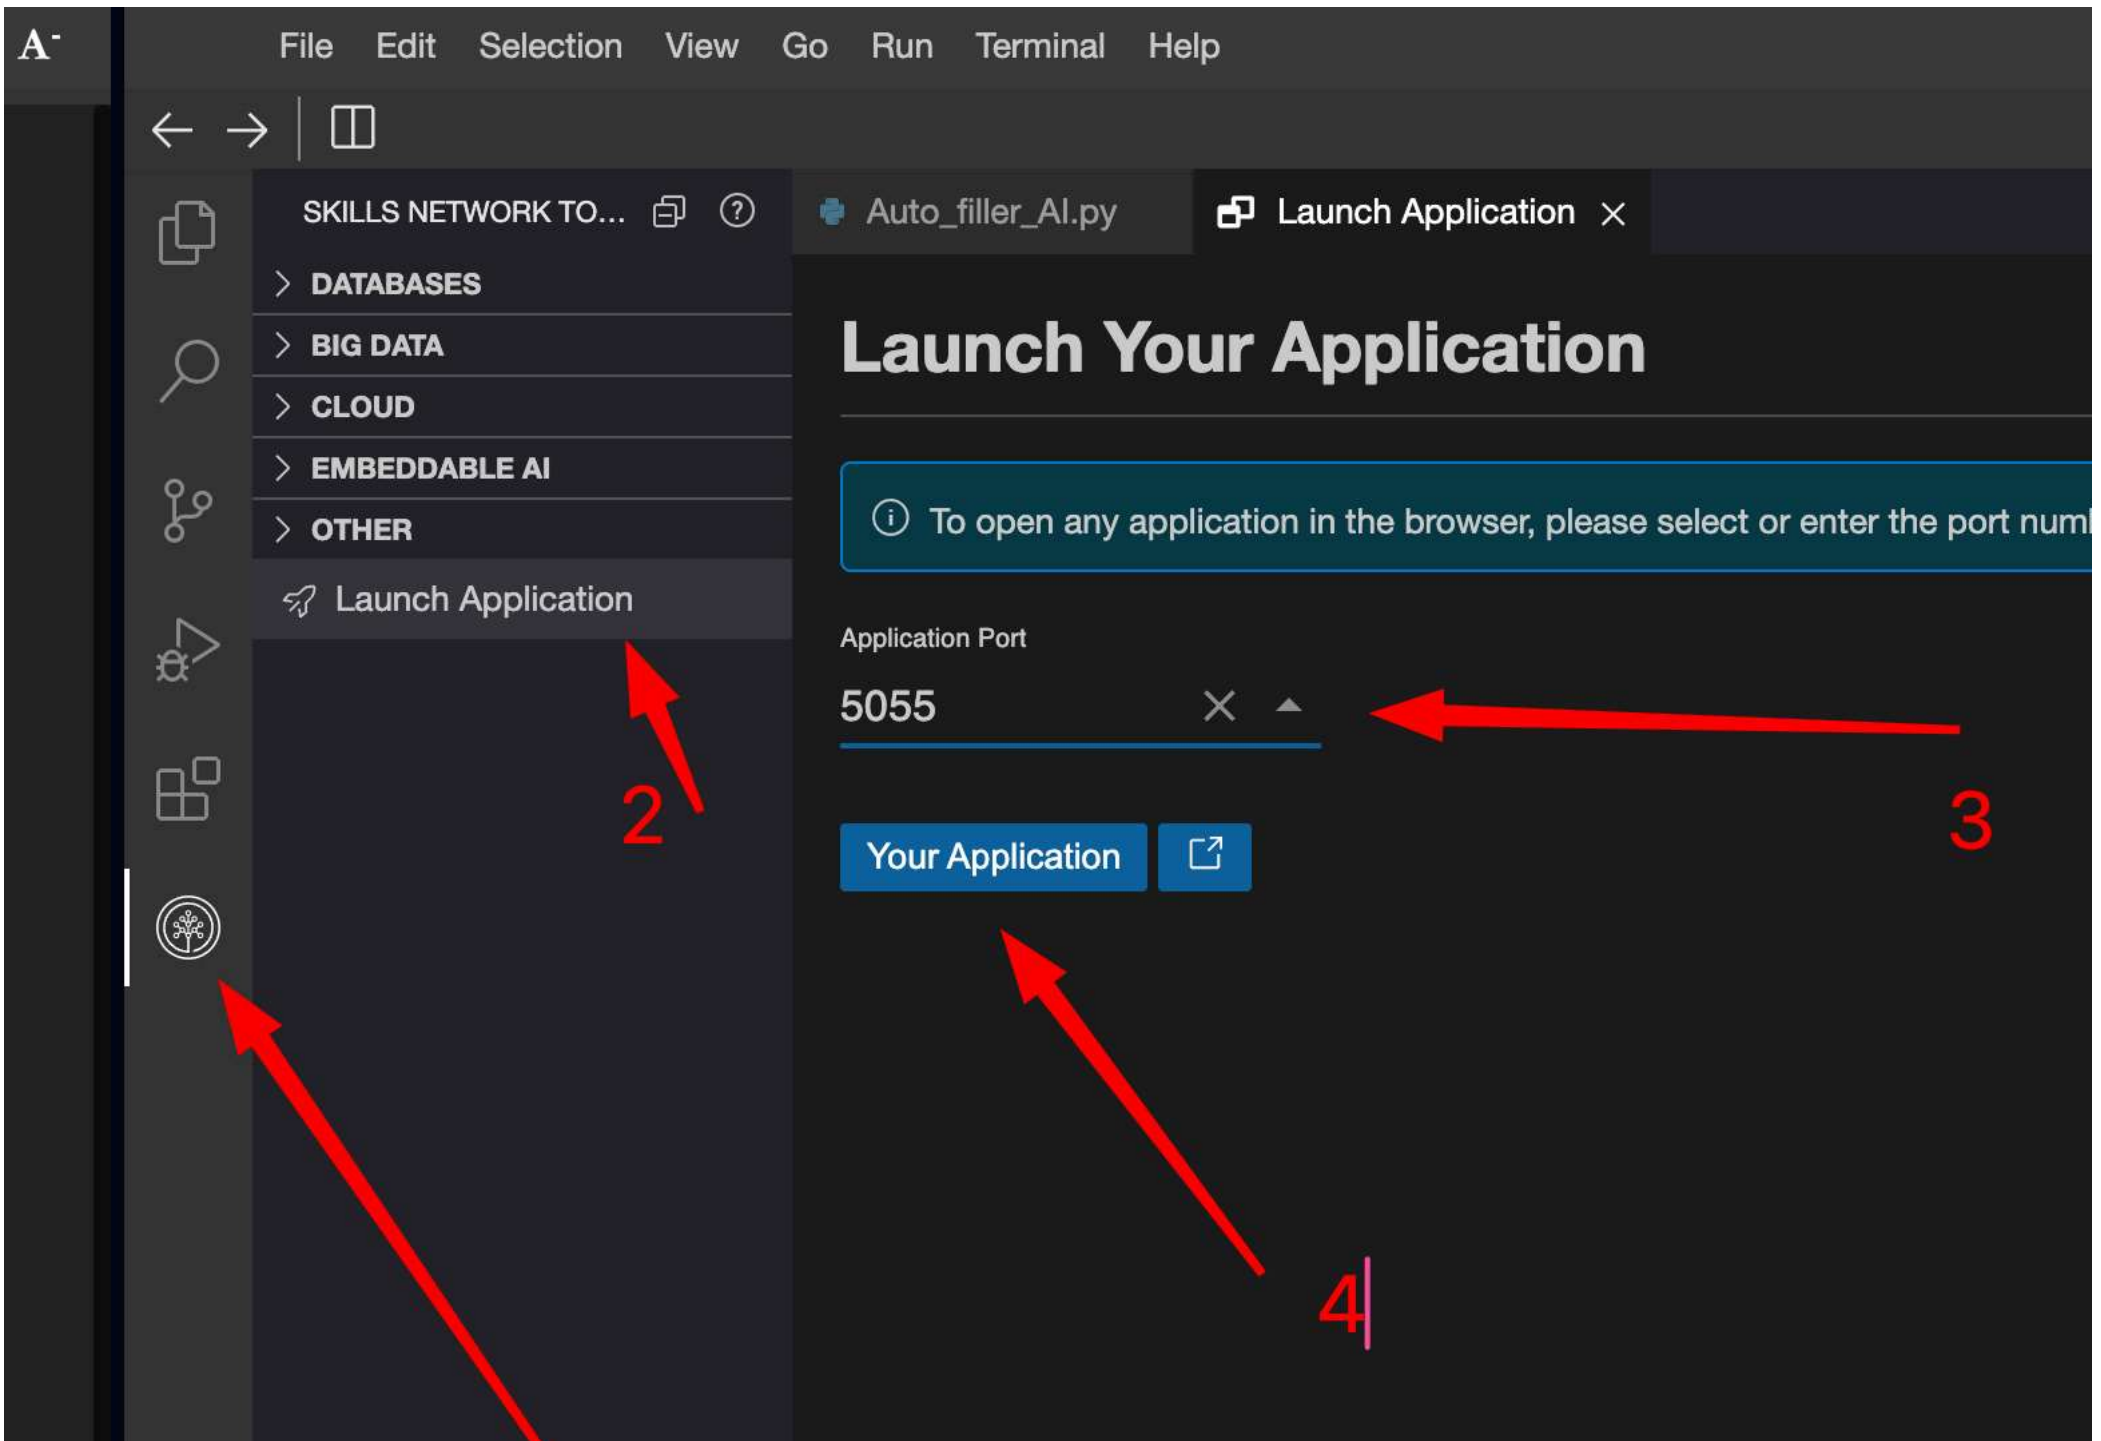 A-
File Edit Selection View Go Run Terminal Help
SKILLS NETWORK TO...
Auto_filler_AI.py
Launch Application
DATABASES
BIG DATA
CLOUD
EMBEDDABLE AI
OTHER
Launch Application
Launch Your Application
To open any application in the browser, please select or enter the port num
Application Port
5055
2
3
Your Application
4